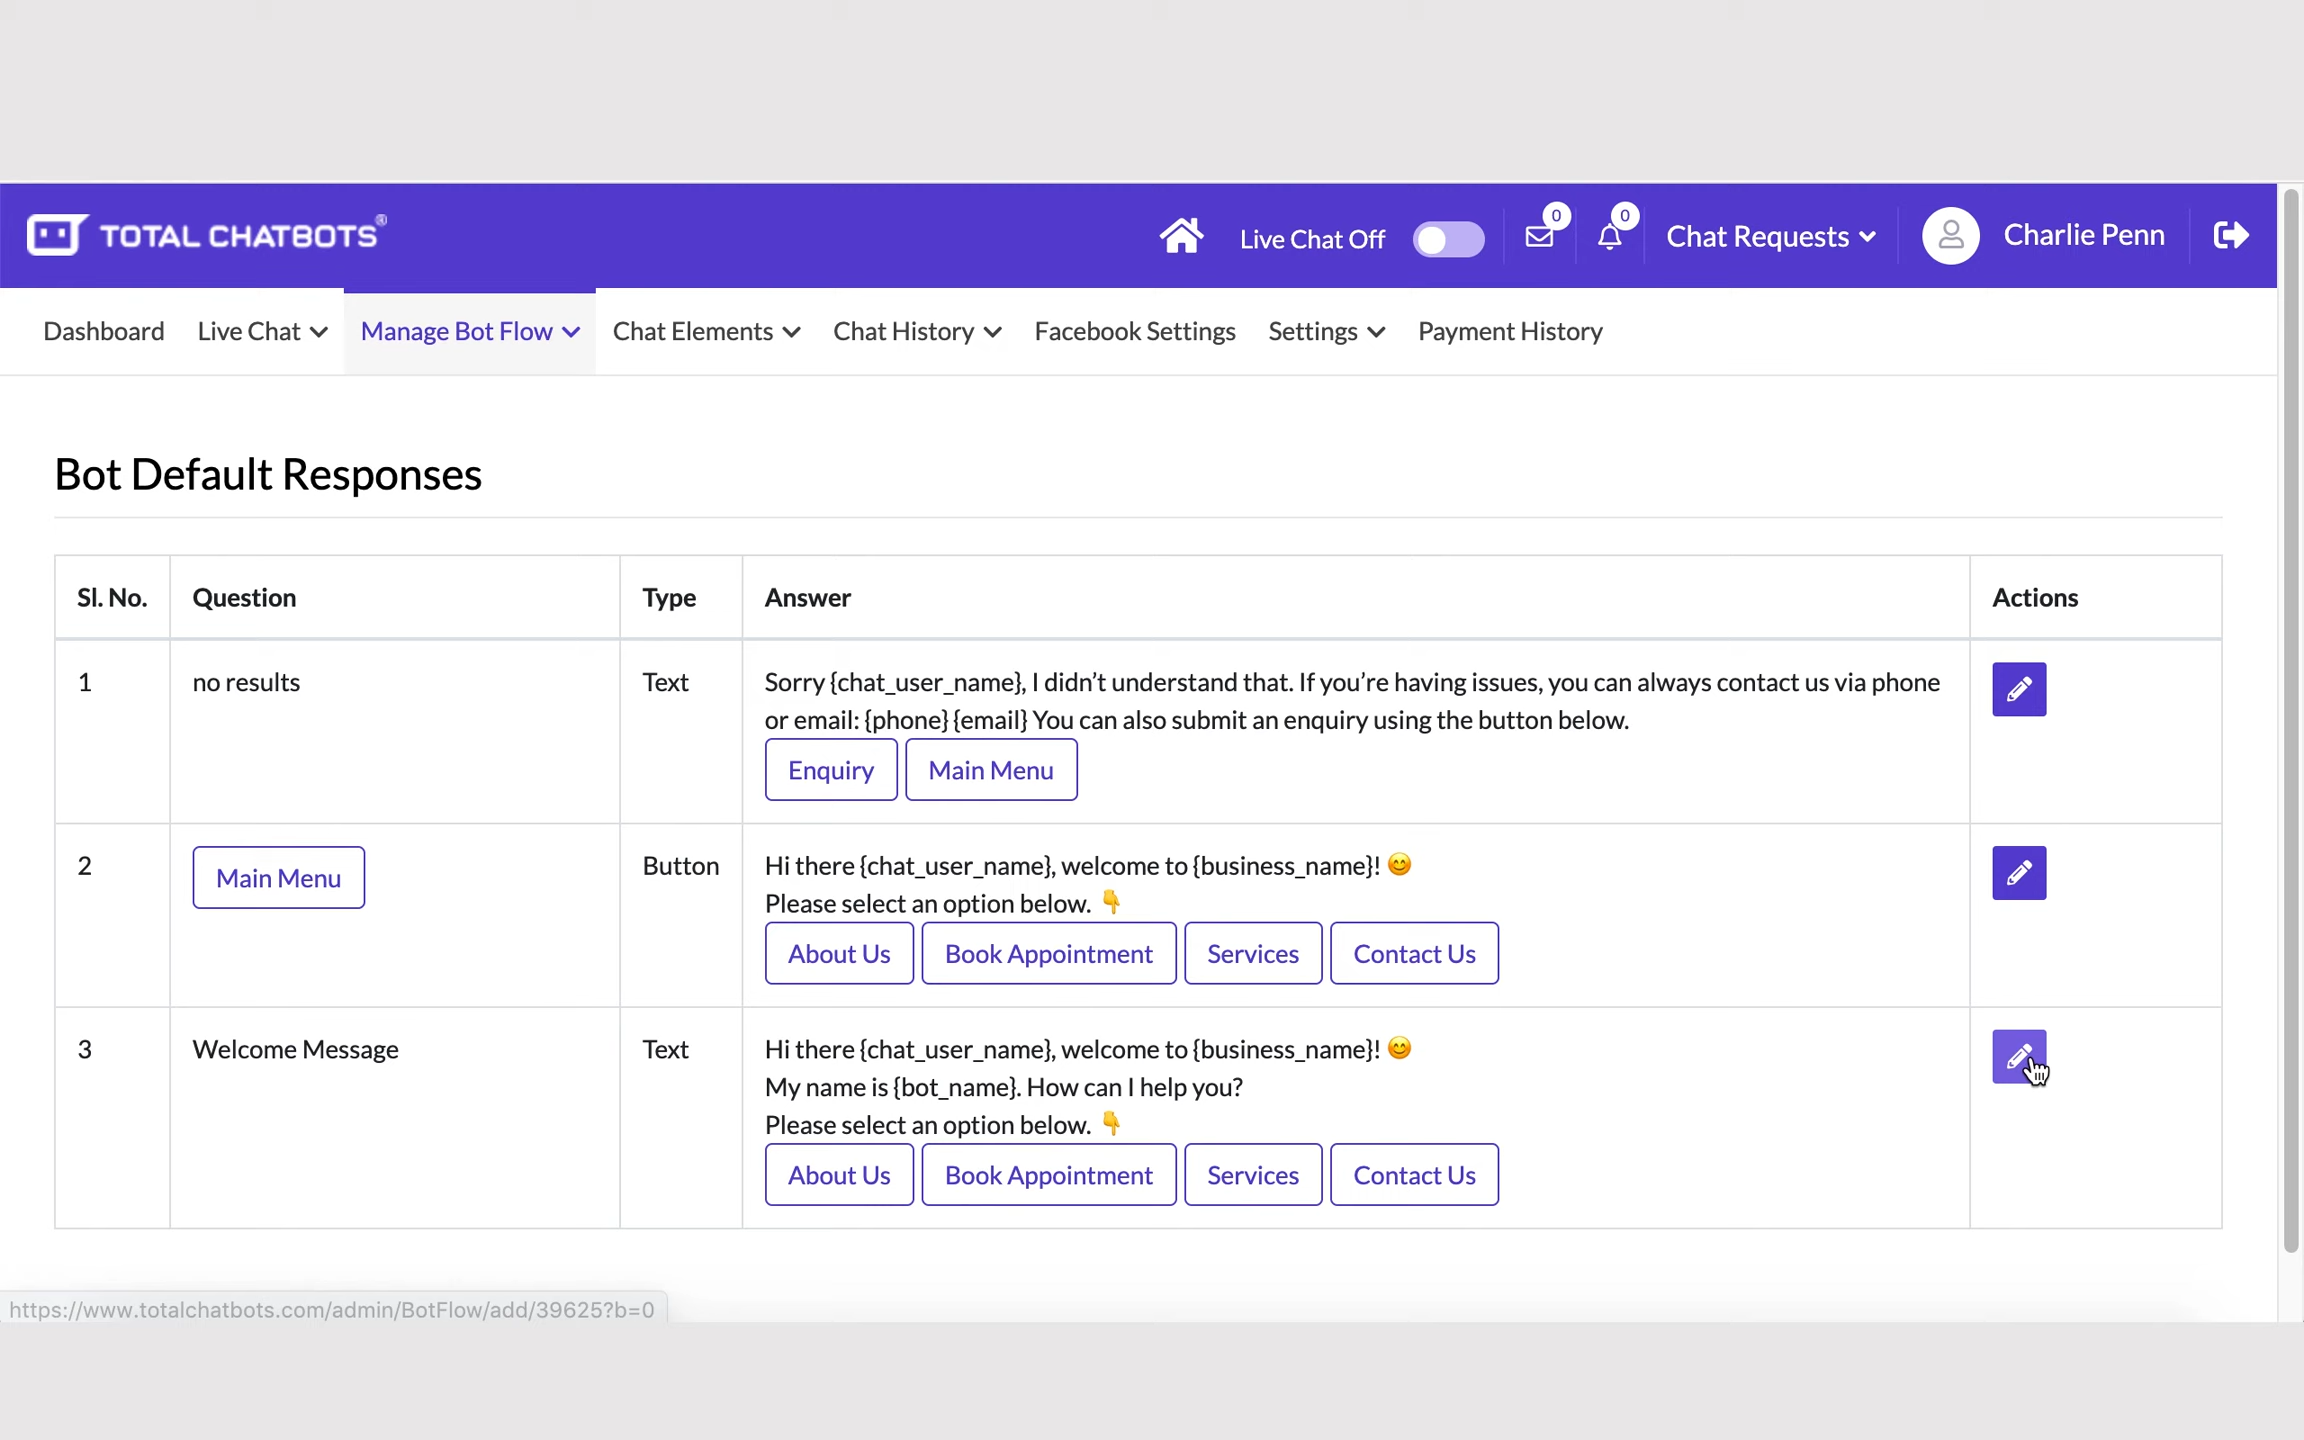 TOTAL CHATBOTS®
Live Chat Off
0
0
Chat Requests
Charlie Penn
Dashboard
Live Chat
Manage Bot Flow
Chat Elements
Chat History
Facebook Settings
Settings
Payment History
Bot Default Responses
Sl. No.
Question
Type
Answer
Actions
1
no results
Text
Sorry {chat_user_name}, I didn’t understand that. If you’re having issues, you can always contact us via phone
or email: {phone} {email} You can also submit an enquiry using the button below.
Enquiry
Main Menu
2
Main Menu
Button
Hi there {chat_user_name}, welcome to {business_name}! 😊
Please select an option below. 👇
About Us
Book Appointment
Services
Contact Us
3
Welcome Message
Text
Hi there {chat_user_name}, welcome to {business_name}! 😊
My name is {bot_name}. How can I help you?
Please select an option below. 👇
About Us
Book Appointment
Services
Contact Us
https://www.totalchatbots.com/admin/BotFlow/add/39625?b=0